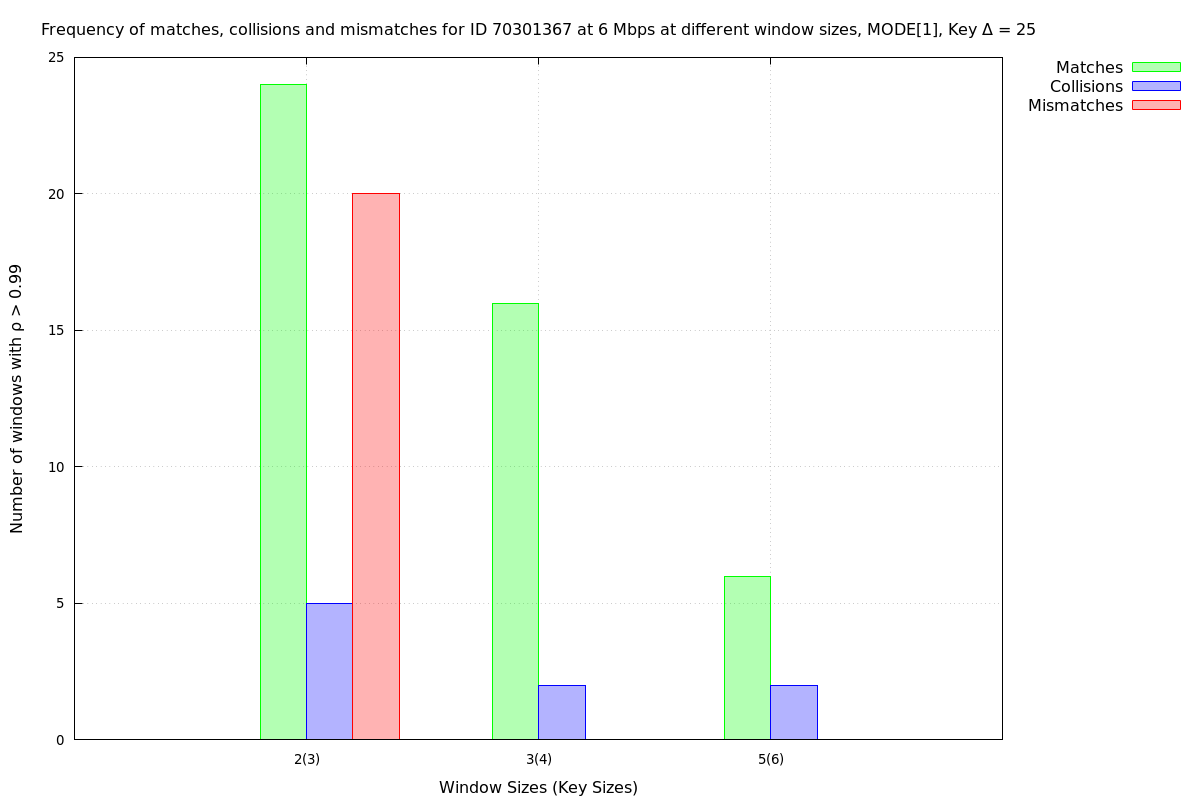 Frequency of matches, collisions and mismatches for ID 70301367 at 6 Mbps at different window sizes, MODE[1], Key Δ = 25
Matches
Collisions
Mismatches
Number of windows with ρ > 0.99
25
20
15
10
5
0
2(3)
3(4)
5(6)
Window Sizes (Key Sizes)